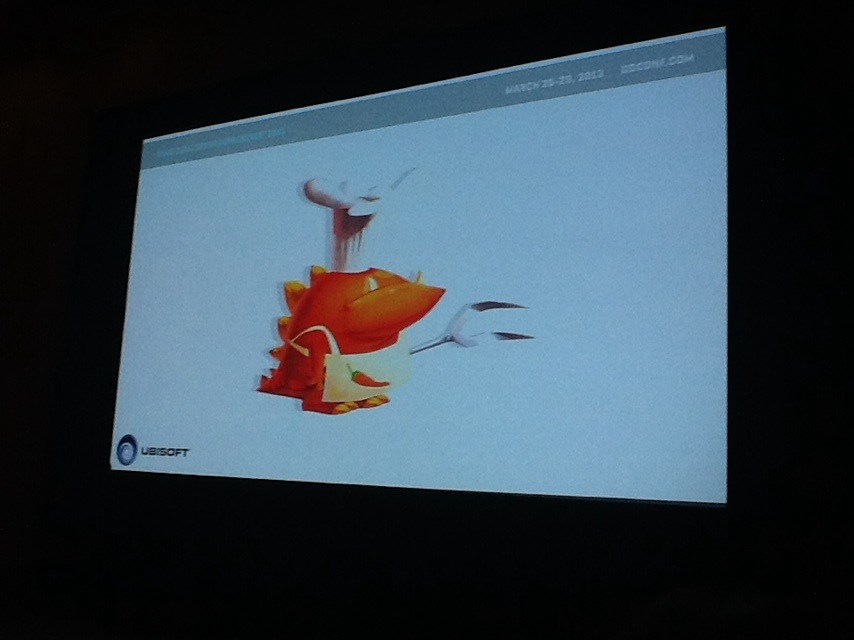 MARCH 25-29, 2013 GDCONF.COM
UBISOFT